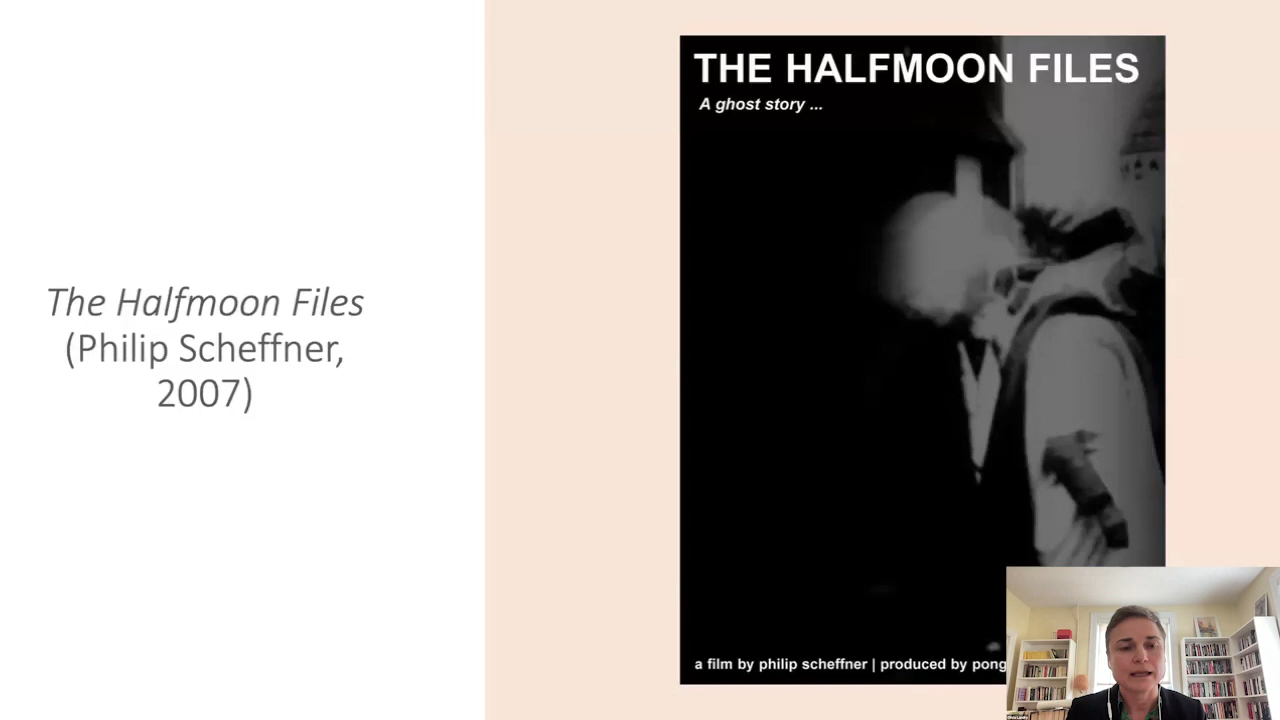 The Halfmoon Files
(Philip Scheffner,
2007)
THE HALFMOON FILES
A ghost story ...
a film by philip scheffner | produced by pong